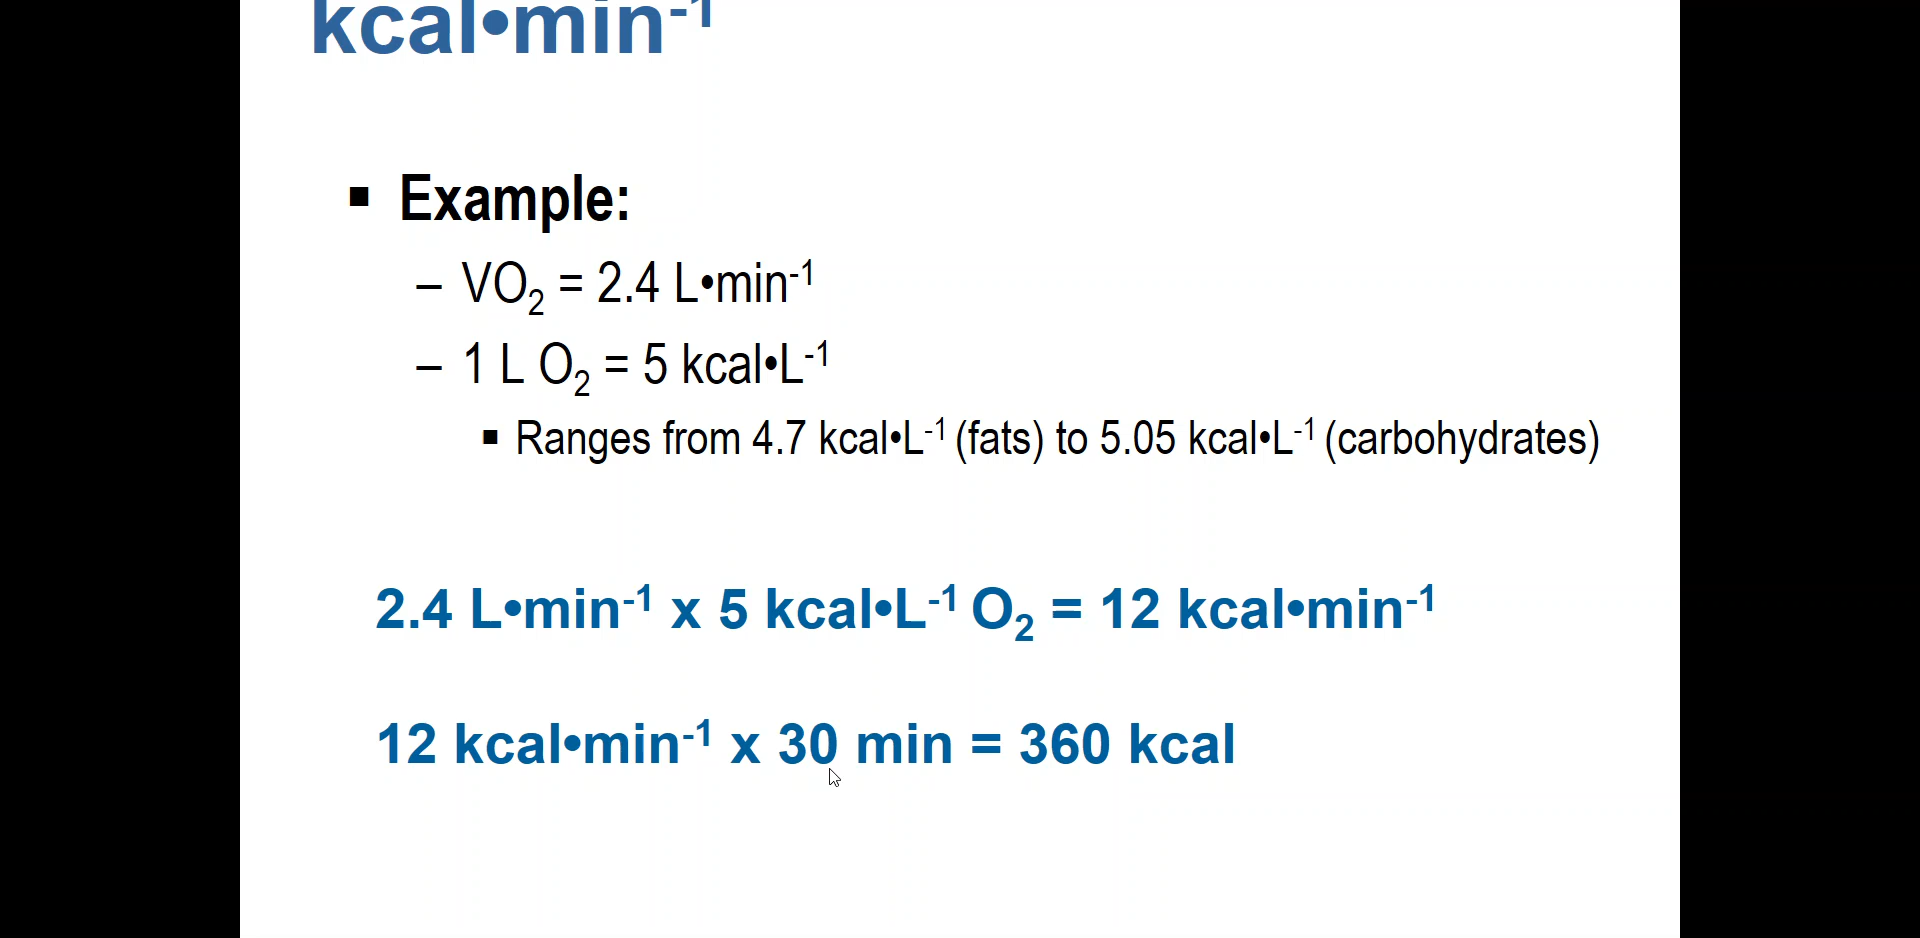 kcal•min⁻¹
▪ Example:
– VO₂ = 2.4 L•min⁻¹
– 1 L O₂ = 5 kcal•L⁻¹
▪ Ranges from 4.7 kcal•L⁻¹ (fats) to 5.05 kcal•L⁻¹ (carbohydrates)
2.4 L•min⁻¹ x 5 kcal•L⁻¹ O₂ = 12 kcal•min⁻¹
12 kcal•min⁻¹ x 30 min = 360 kcal